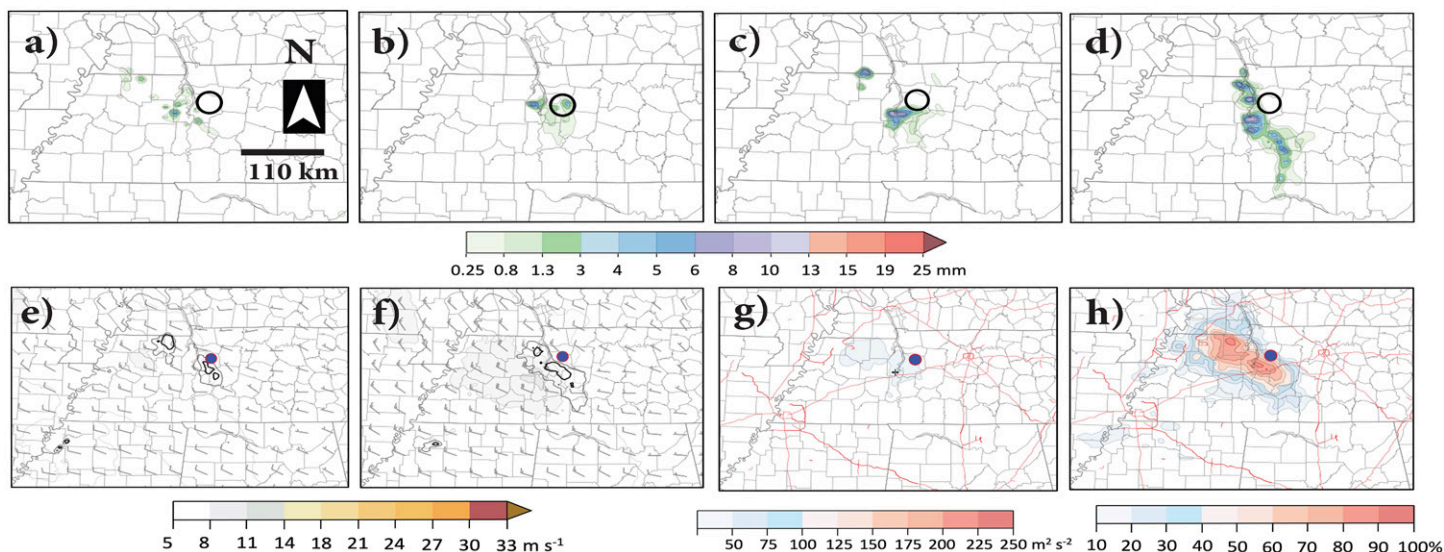 a)
N
110 km
b)
c)
d)
0.25 0.8 1.3 3 4 5 6 8 10 13 15 19 25 mm
e)
f)
g)
h)
5 8 11 14 18 21 24 27 30 33 m s⁻¹
50 75 100 125 150 175 200 225 250 m² s⁻²
10 20 30 40 50 60 70 80 90 100%